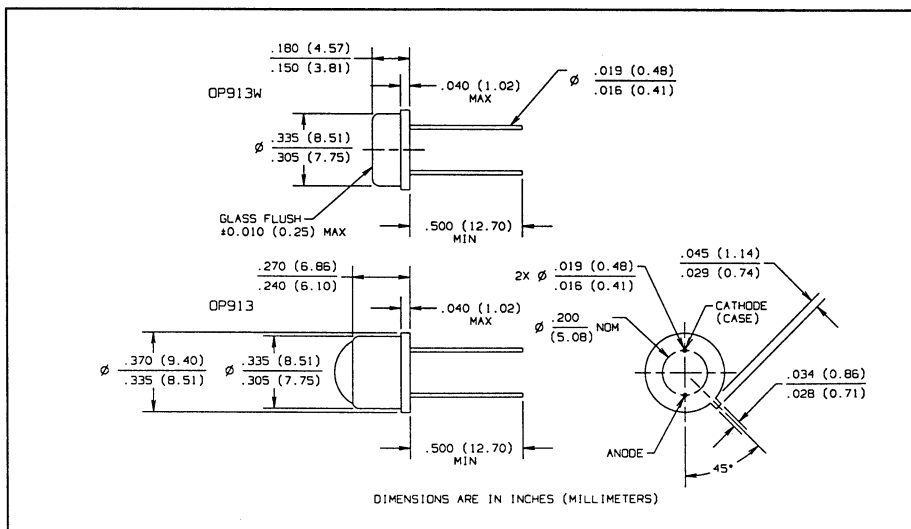 .180 (4.57)
.150 (3.81)
OP913W
.040 (1.02)
MAX
Ø .019 (0.48)
.016 (0.41)
Ø .335 (8.51)
.305 (7.75)
GLASS FLUSH
±0.010 (0.25) MAX
.500 (12.70)
MIN
.270 (6.86)
.240 (6.10)
OP913
.040 (1.02)
MAX
Ø .370 (9.40)
.335 (8.51)
Ø .335 (8.51)
.305 (7.75)
.500 (12.70)
MIN
2X Ø .019 (0.48)
.016 (0.41)
.045 (1.14)
.029 (0.74)
CATHODE
(CASE)
Ø .200 NOM
(5.08)
.034 (0.86)
.028 (0.71)
ANODE
45°
DIMENSIONS ARE IN INCHES (MILLIMETERS)